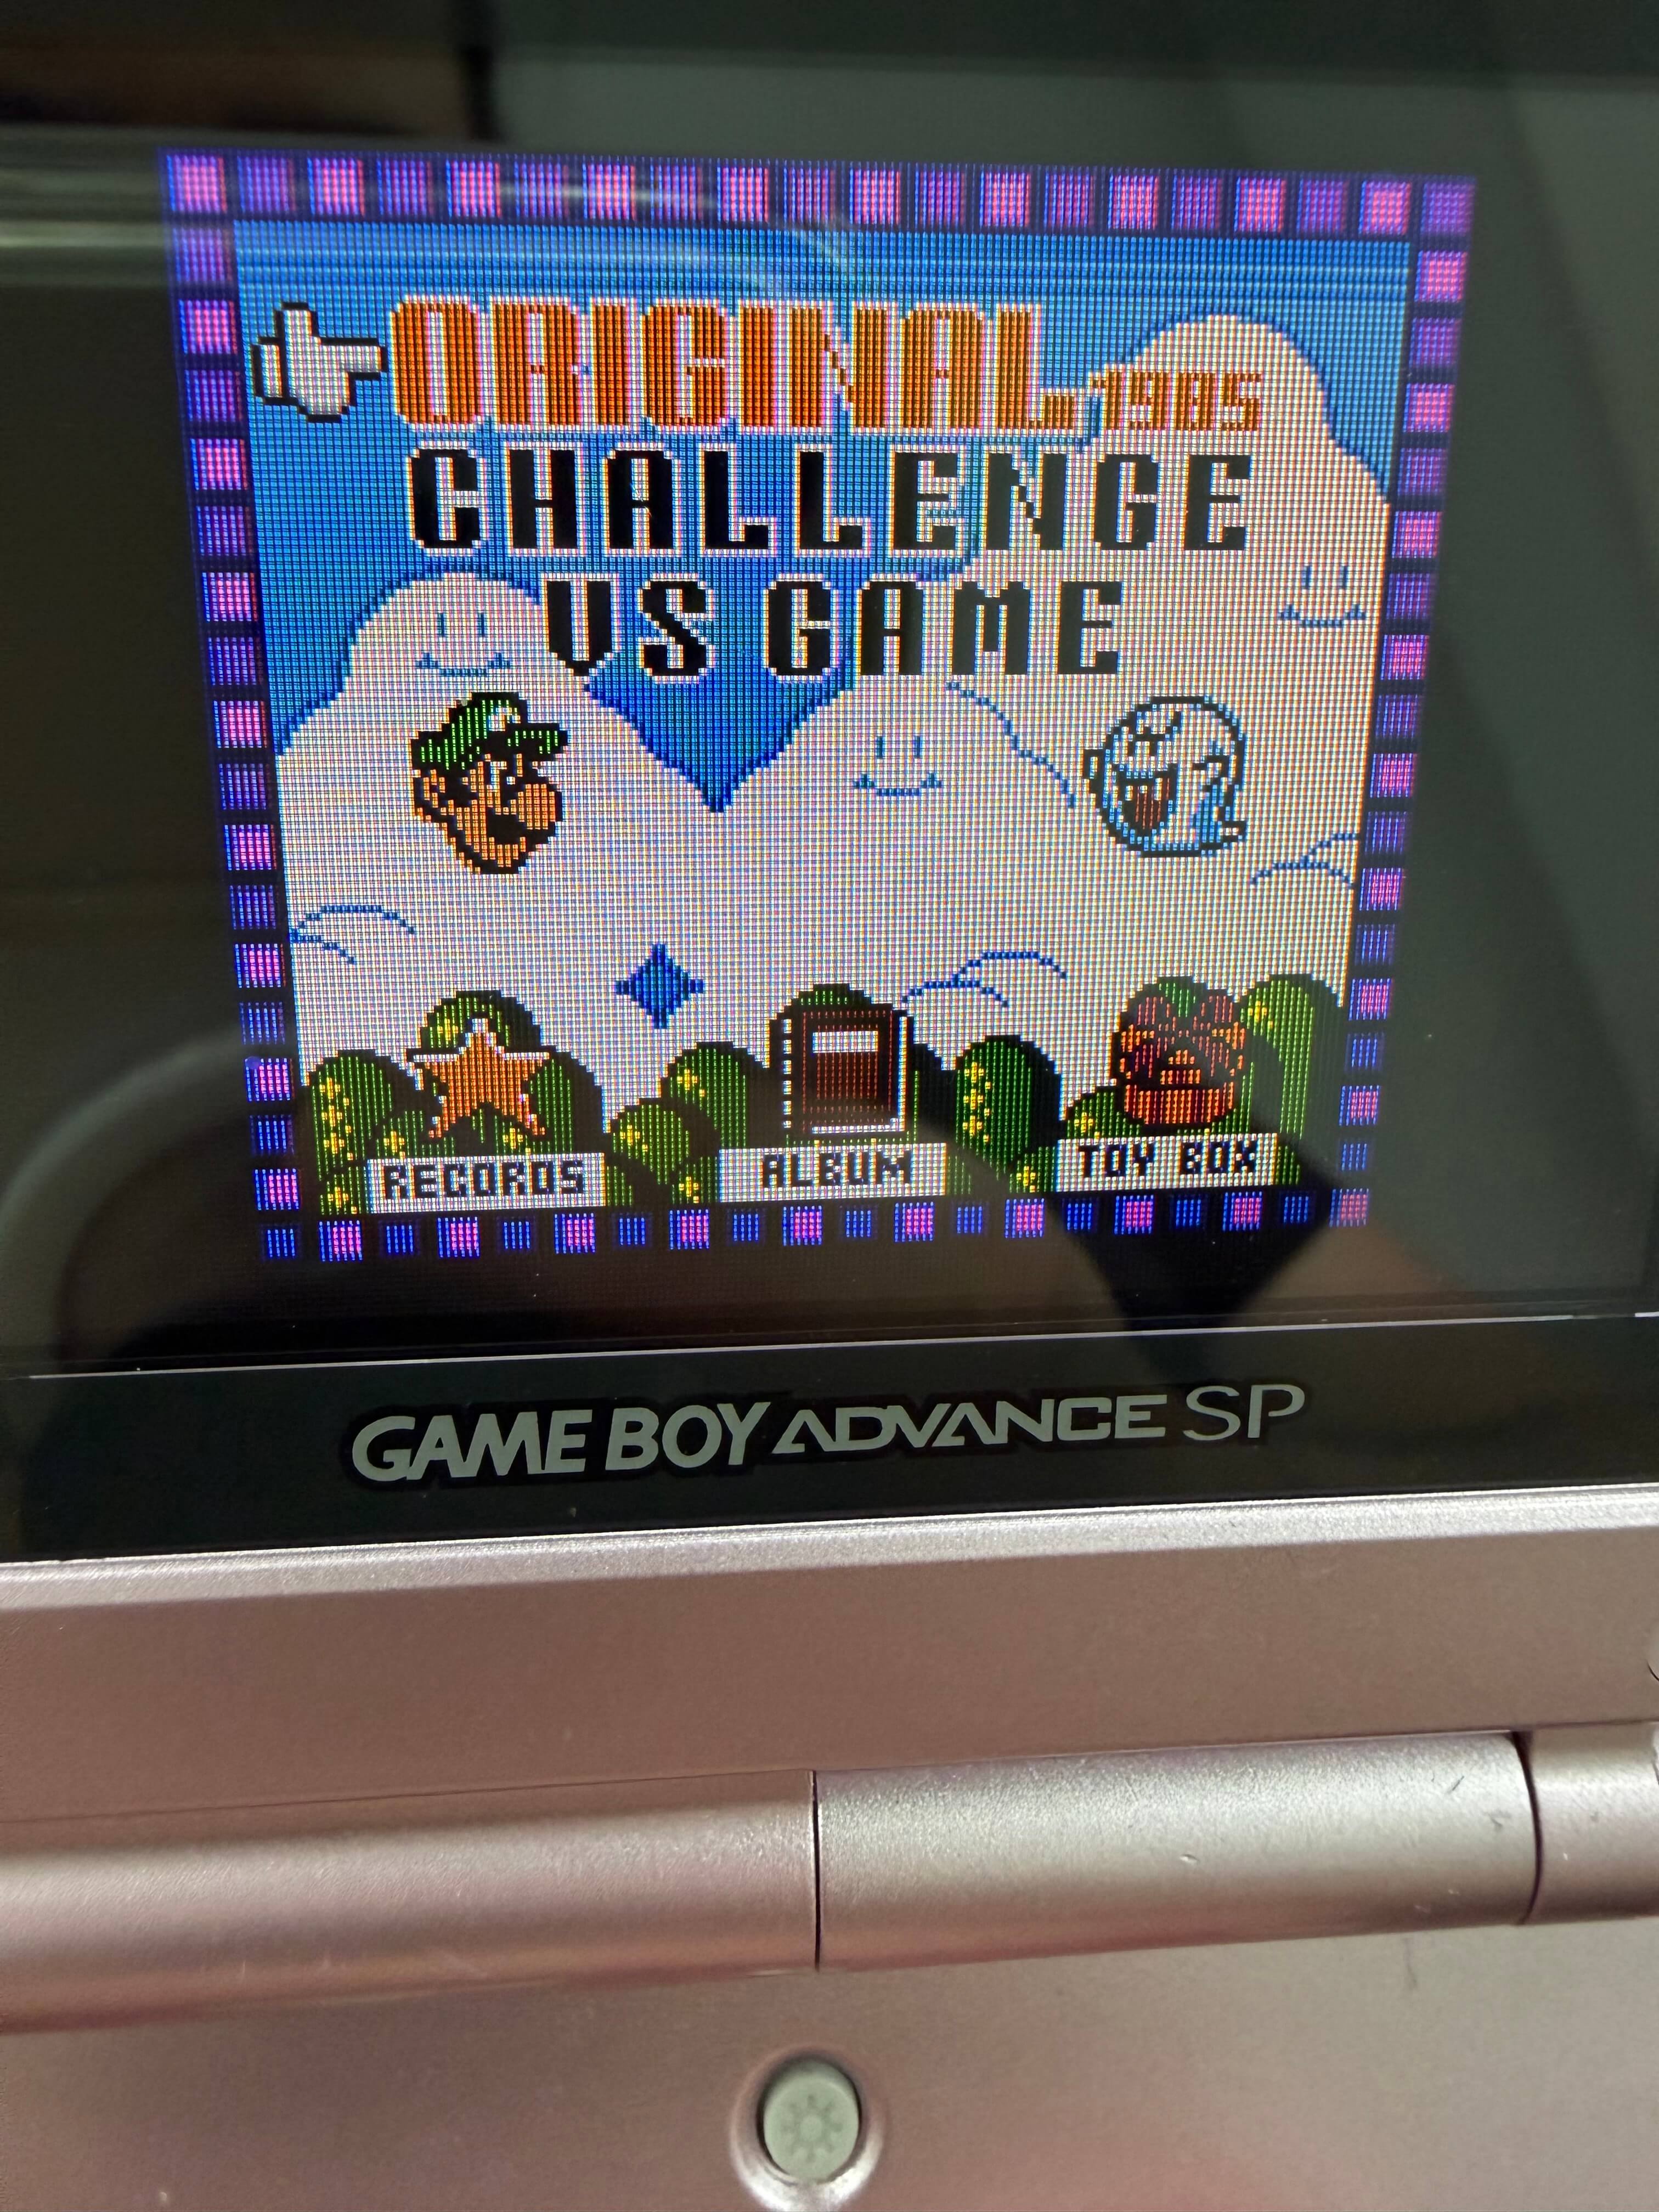 ORIGINAL 1985
CHALLENGE
VS GAME
RECORDS
ALBUM
TOY BOX
GAME BOY ADVANCE SP